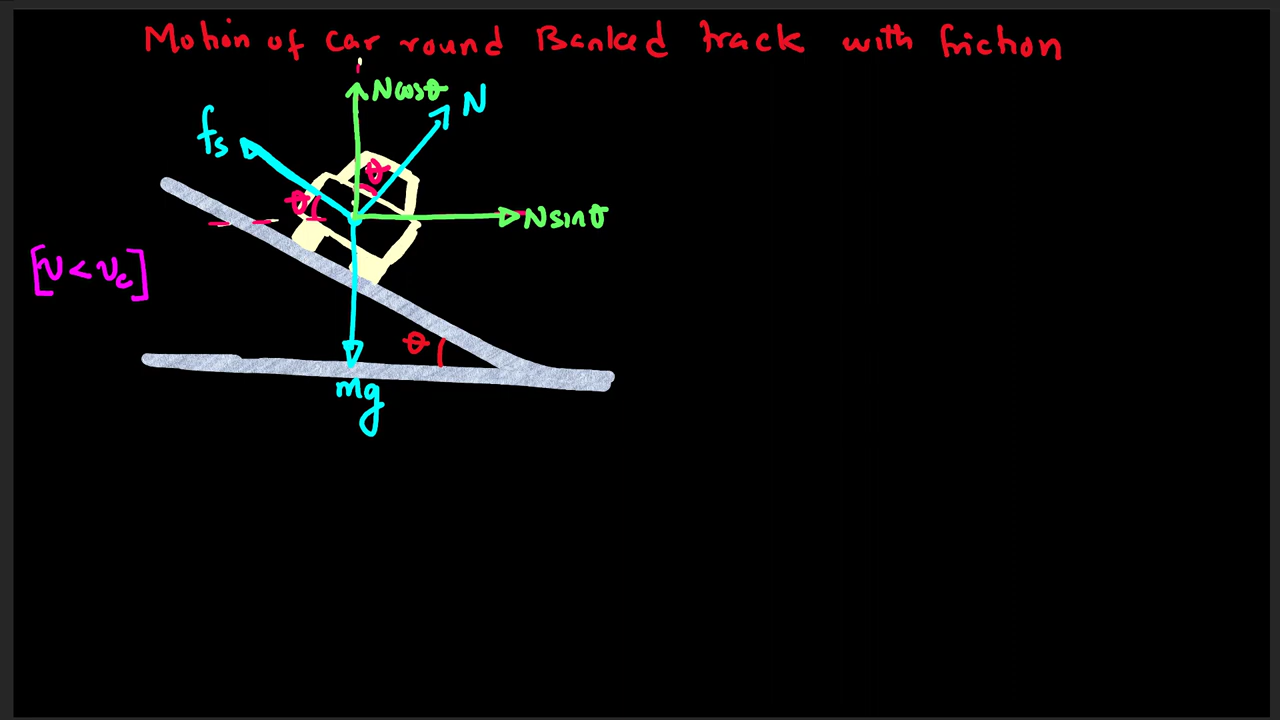 Motion of car round Banked track with friction
N cosθ
N
fs
θ
θ
N sinθ
[v < vc]
θ
mg